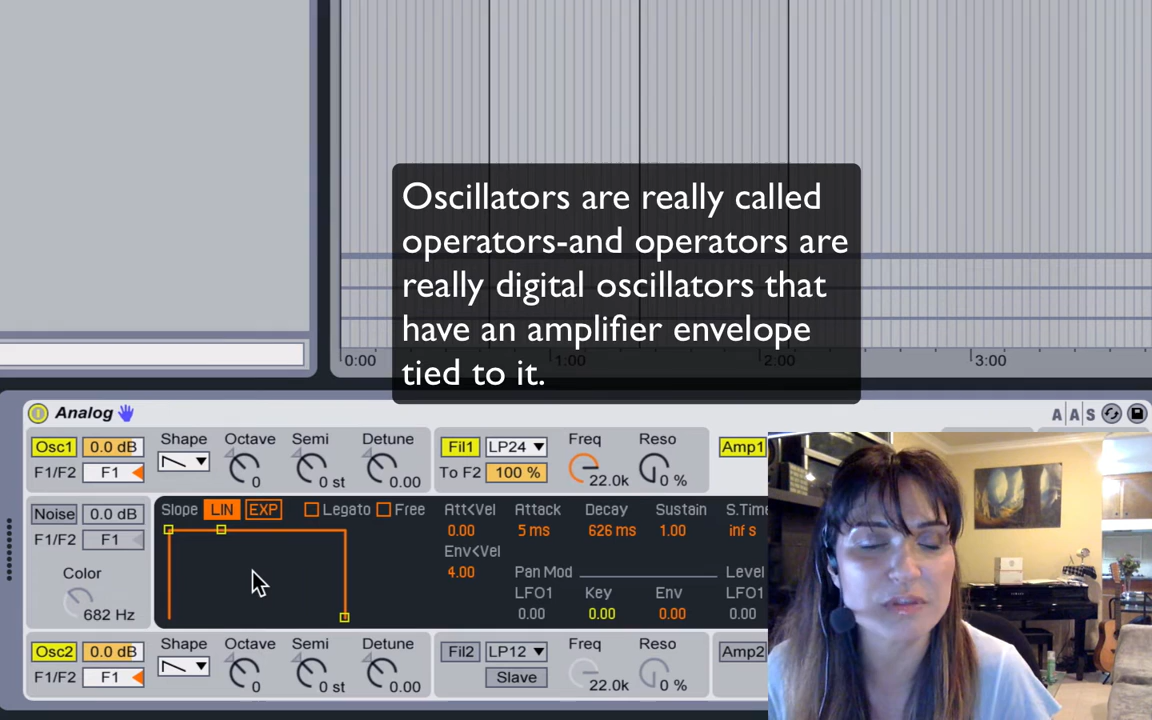 Oscillators are really called
operators-and operators are
really digital oscillators that
have an amplifier envelope
tied to it.
0:00 1:00 2:00 3:00
Analog A A S
Osc1 0.0 dB Shape Octave Semi Detune Fil1 LP24 Freq Reso Amp1
F1/F2 F1 0 0 st 0.00 To F2 100 % 22.0k 0 %
Noise 0.0 dB Slope LIN EXP Legato Free Att<Vel Attack Decay Sustain S.Time
F1/F2 F1 0.00 5 ms 626 ms 1.00 inf s
Env<Vel
Color 4.00 Pan Mod Level
LFO1 Key Env LFO1
682 Hz 0.00 0.00 0.00 0.00
Osc2 0.0 dB Shape Octave Semi Detune Fil2 LP12 Freq Reso Amp2
F1/F2 F1 0 0 st 0.00 Slave 22.0k 0 %